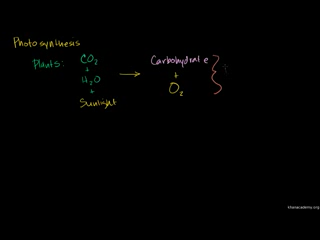 Photosynthesis
Plants: CO2 Carbohydrate
+ +
H2O → O2
+
Sunlight
khanacademy.org